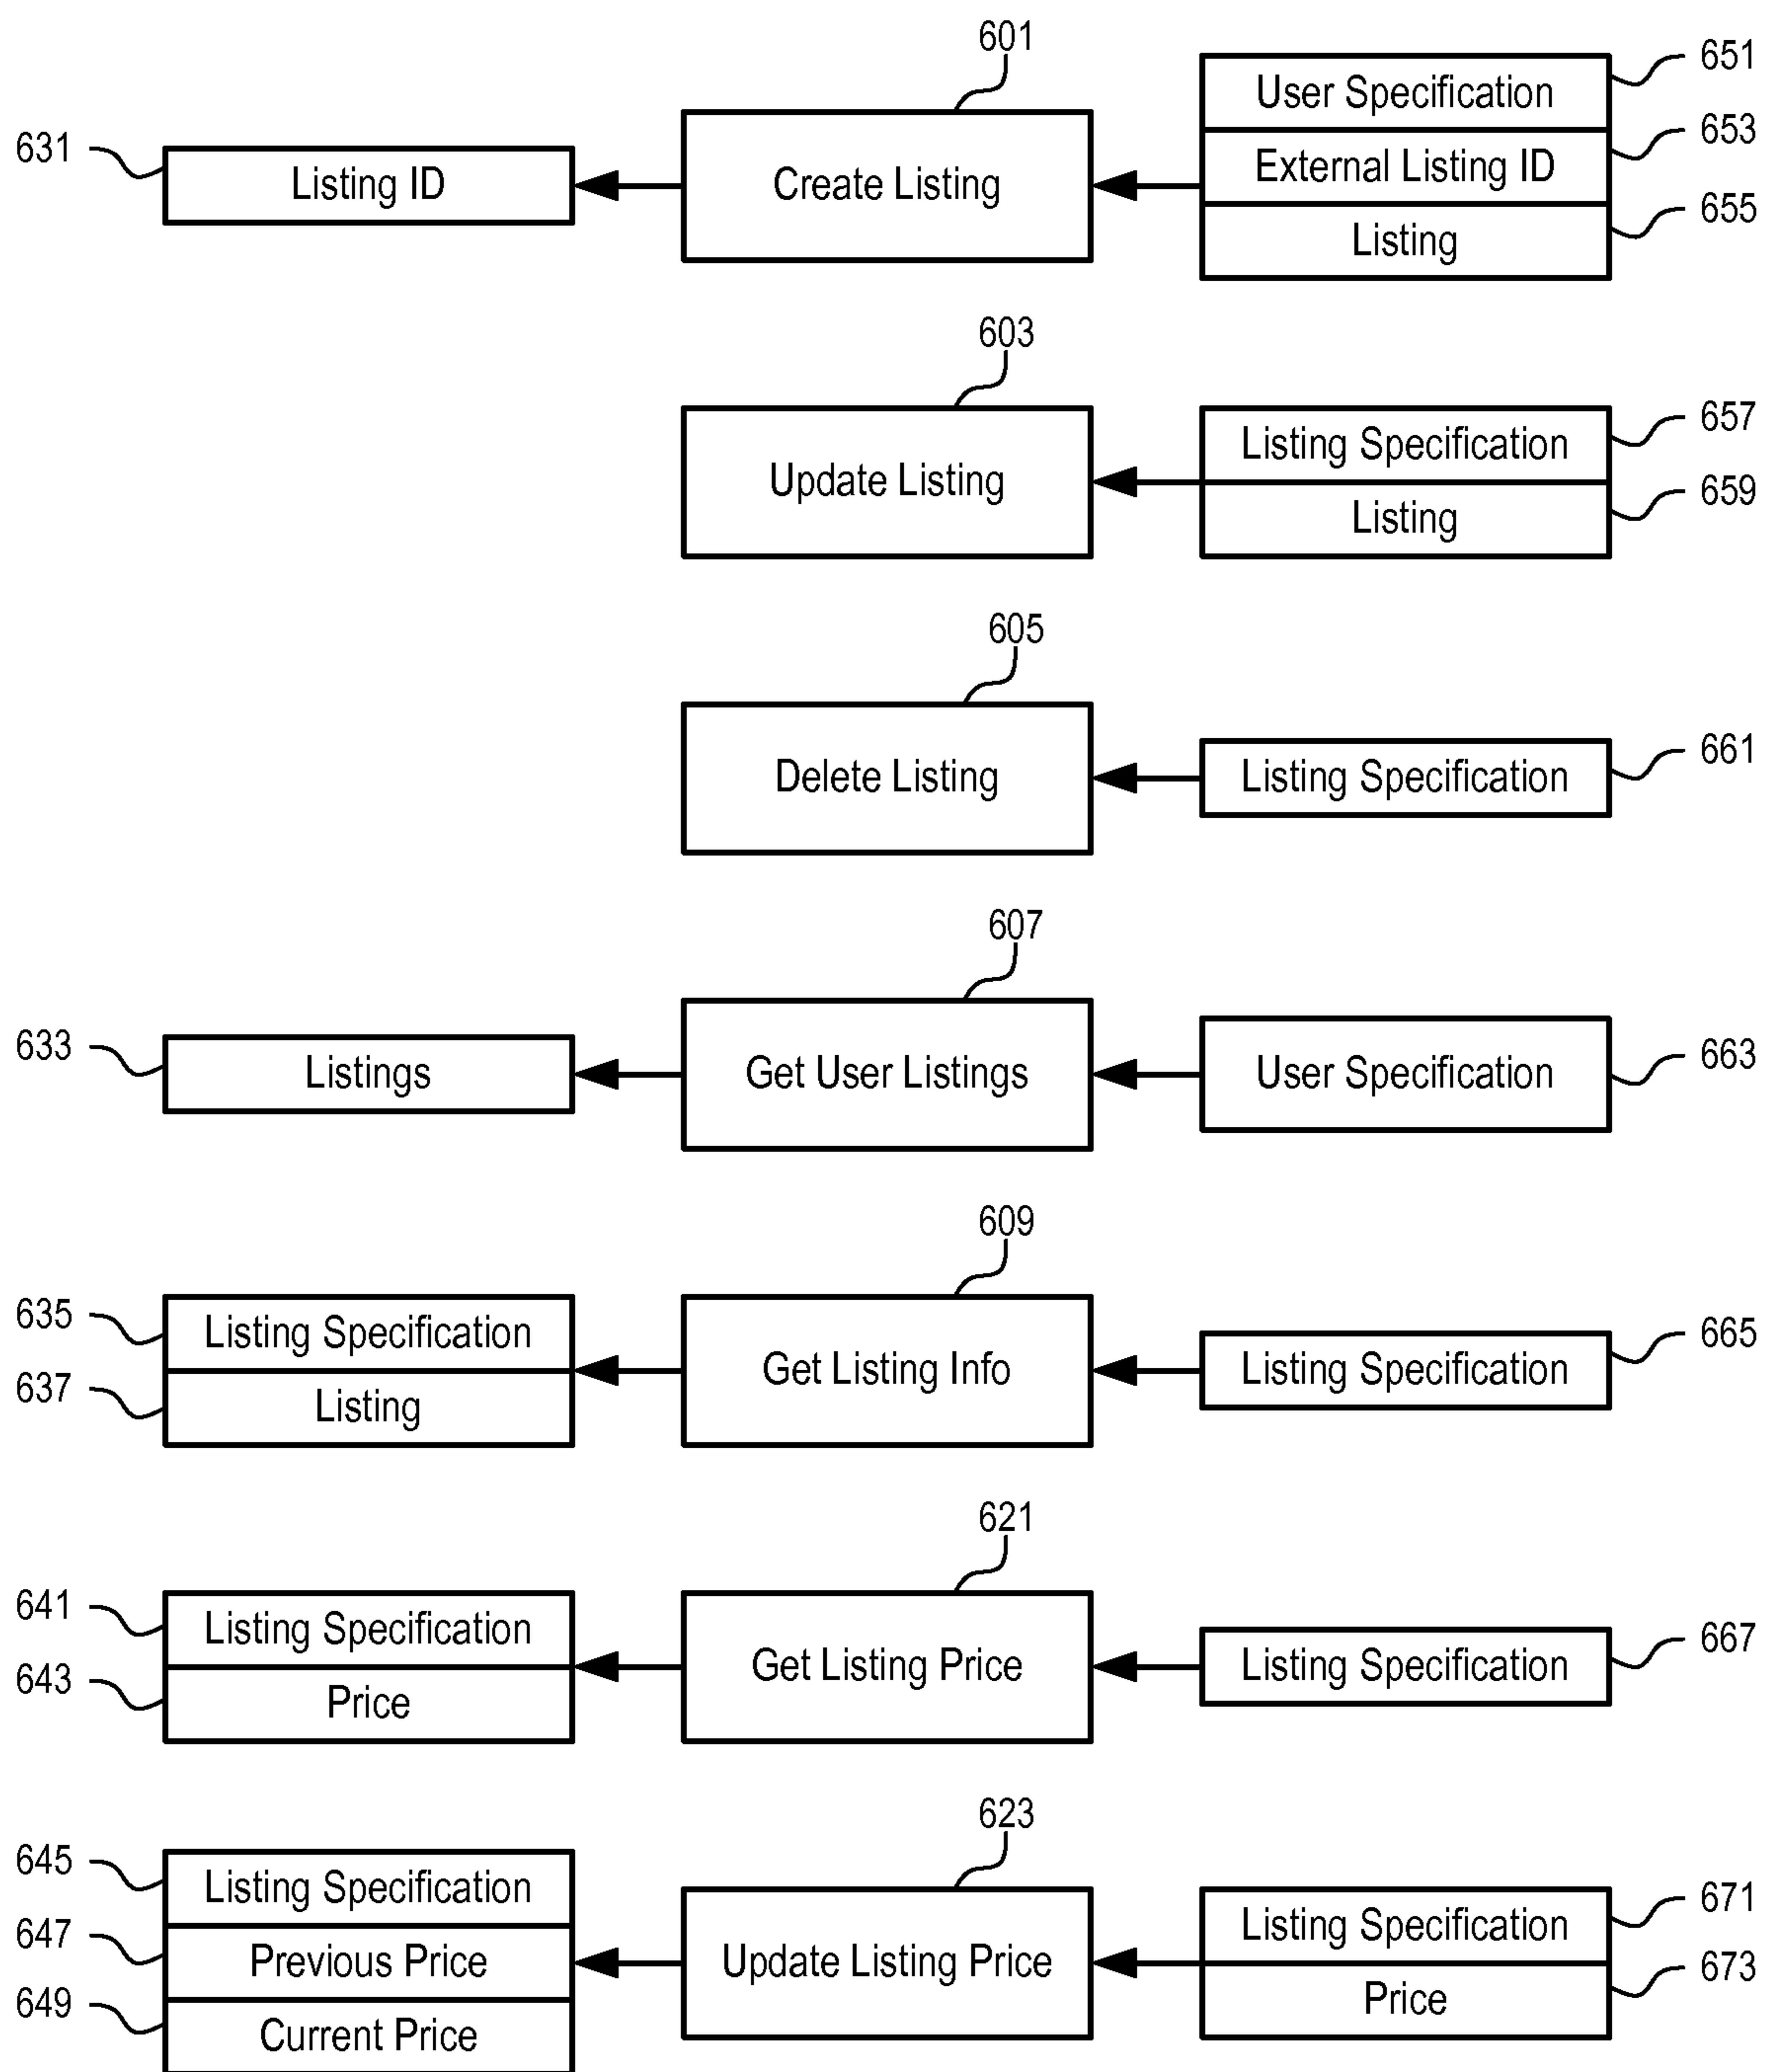 601
651
User Specification
653
631
Listing ID
Create Listing
External Listing ID
655
Listing
603
657
Listing Specification
Update Listing
659
Listing
605
661
Delete Listing
Listing Specification
607
633
Listings
Get User Listings
User Specification
663
609
635
Listing Specification
637
Listing
Get Listing Info
Listing Specification
665
621
641
Listing Specification
643
Price
Get Listing Price
Listing Specification
667
623
645
Listing Specification
647
Previous Price
649
Current Price
Update Listing Price
671
Listing Specification
673
Price